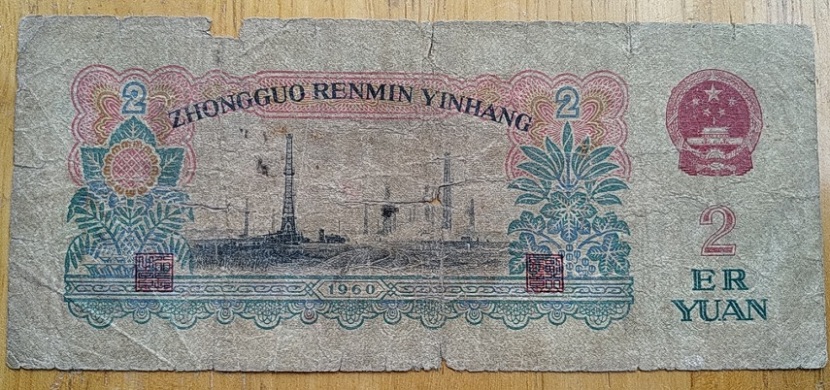 2
2
ZHONGGUO RENMIN YINHANG
1960
2
ER
YUAN